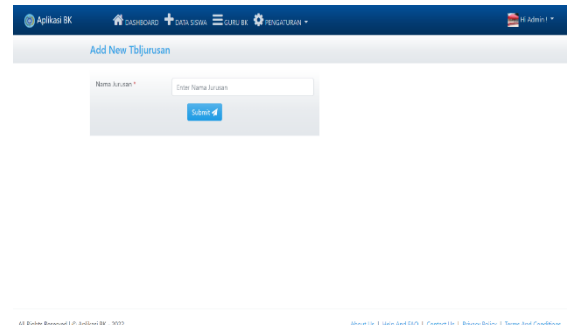 Aplikasi BK DASHBOARD DATA SISWA GURU BK PENGATURAN Hi Admin !
Add New Tbljurusan
Nama Jurusan * Enter Nama Jurusan
Submit
All Rights Reserved | © Aplikasi BK - 2022 About Us | Help And FAQ | Contact Us | Privacy Policy | Terms And Conditions